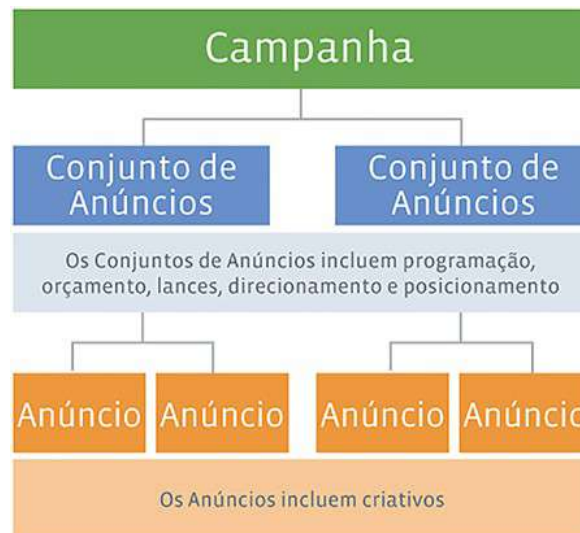 Campanha
Conjunto de Anúncios
Conjunto de Anúncios
Os Conjuntos de Anúncios incluem programação,
orçamento, lances, direcionamento e posicionamento
Anúncio
Anúncio
Anúncio
Anúncio
Os Anúncios incluem criativos